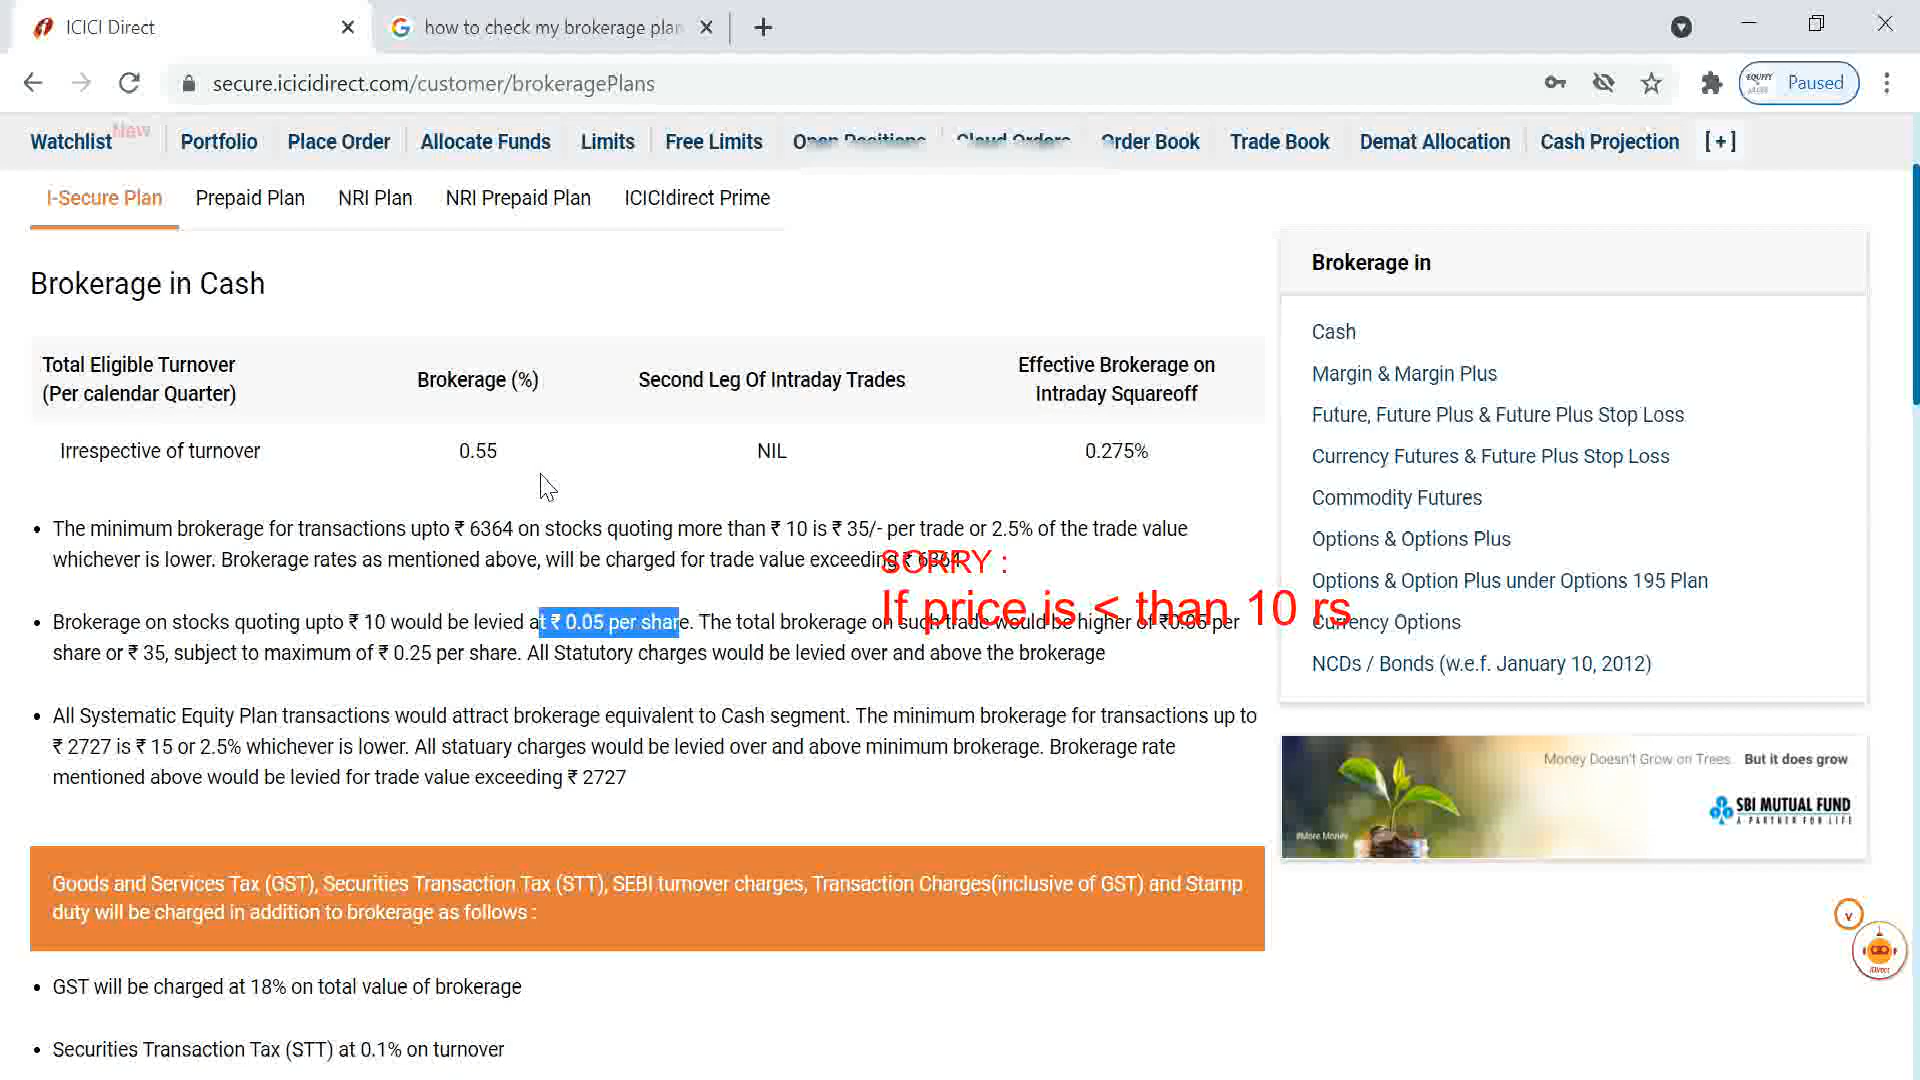 ICICI Direct
how to check my brokerage plan
secure.icicidirect.com/customer/brokeragePlans
EQUITY
Paused
Watchlist New Portfolio Place Order Allocate Funds Limits Free Limits Open Positions Cloud Orders Order Book Trade Book Demat Allocation Cash Projection [+]
I-Secure Plan Prepaid Plan NRI Plan NRI Prepaid Plan ICICIdirect Prime
Brokerage in Cash
Total Eligible Turnover
(Per calendar Quarter)
Brokerage (%)
Second Leg Of Intraday Trades
Effective Brokerage on
Intraday Squareoff
Irrespective of turnover 0.55 NIL 0.275%
• The minimum brokerage for transactions upto ₹ 6364 on stocks quoting more than ₹ 10 is ₹ 35/- per trade or 2.5% of the trade value
whichever is lower. Brokerage rates as mentioned above, will be charged for trade value exceeding ₹ 6364
SORRY :
If price is < than 10 rs
• Brokerage on stocks quoting upto ₹ 10 would be levied at ₹ 0.05 per share. The total brokerage on such trade would be higher of ₹0.05 per
share or ₹ 35, subject to maximum of ₹ 0.25 per share. All Statutory charges would be levied over and above the brokerage
• All Systematic Equity Plan transactions would attract brokerage equivalent to Cash segment. The minimum brokerage for transactions up to
₹ 2727 is ₹ 15 or 2.5% whichever is lower. All statuary charges would be levied over and above minimum brokerage. Brokerage rate
mentioned above would be levied for trade value exceeding ₹ 2727
Goods and Services Tax (GST), Securities Transaction Tax (STT), SEBI turnover charges, Transaction Charges(inclusive of GST) and Stamp
duty will be charged in addition to brokerage as follows :
• GST will be charged at 18% on total value of brokerage
• Securities Transaction Tax (STT) at 0.1% on turnover
Brokerage in
Cash
Margin & Margin Plus
Future, Future Plus & Future Plus Stop Loss
Currency Futures & Future Plus Stop Loss
Commodity Futures
Options & Options Plus
Options & Option Plus under Options 195 Plan
Currency Options
NCDs / Bonds (w.e.f. January 10, 2012)
Money Doesn't Grow on Trees. But it does grow
SBI MUTUAL FUND
A PARTNER FOR LIFE
#More Money
v
iDirect